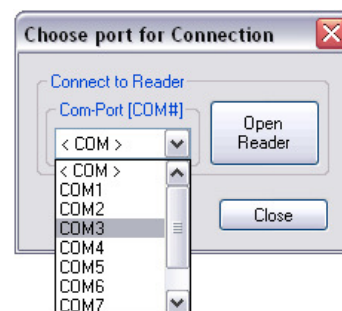 Choose port for Connection
Connect to Reader
Com-Port [COM#]
< COM >
Open
Reader
< COM >
COM1
COM2
COM3
COM4
COM5
COM6
COM7
Close